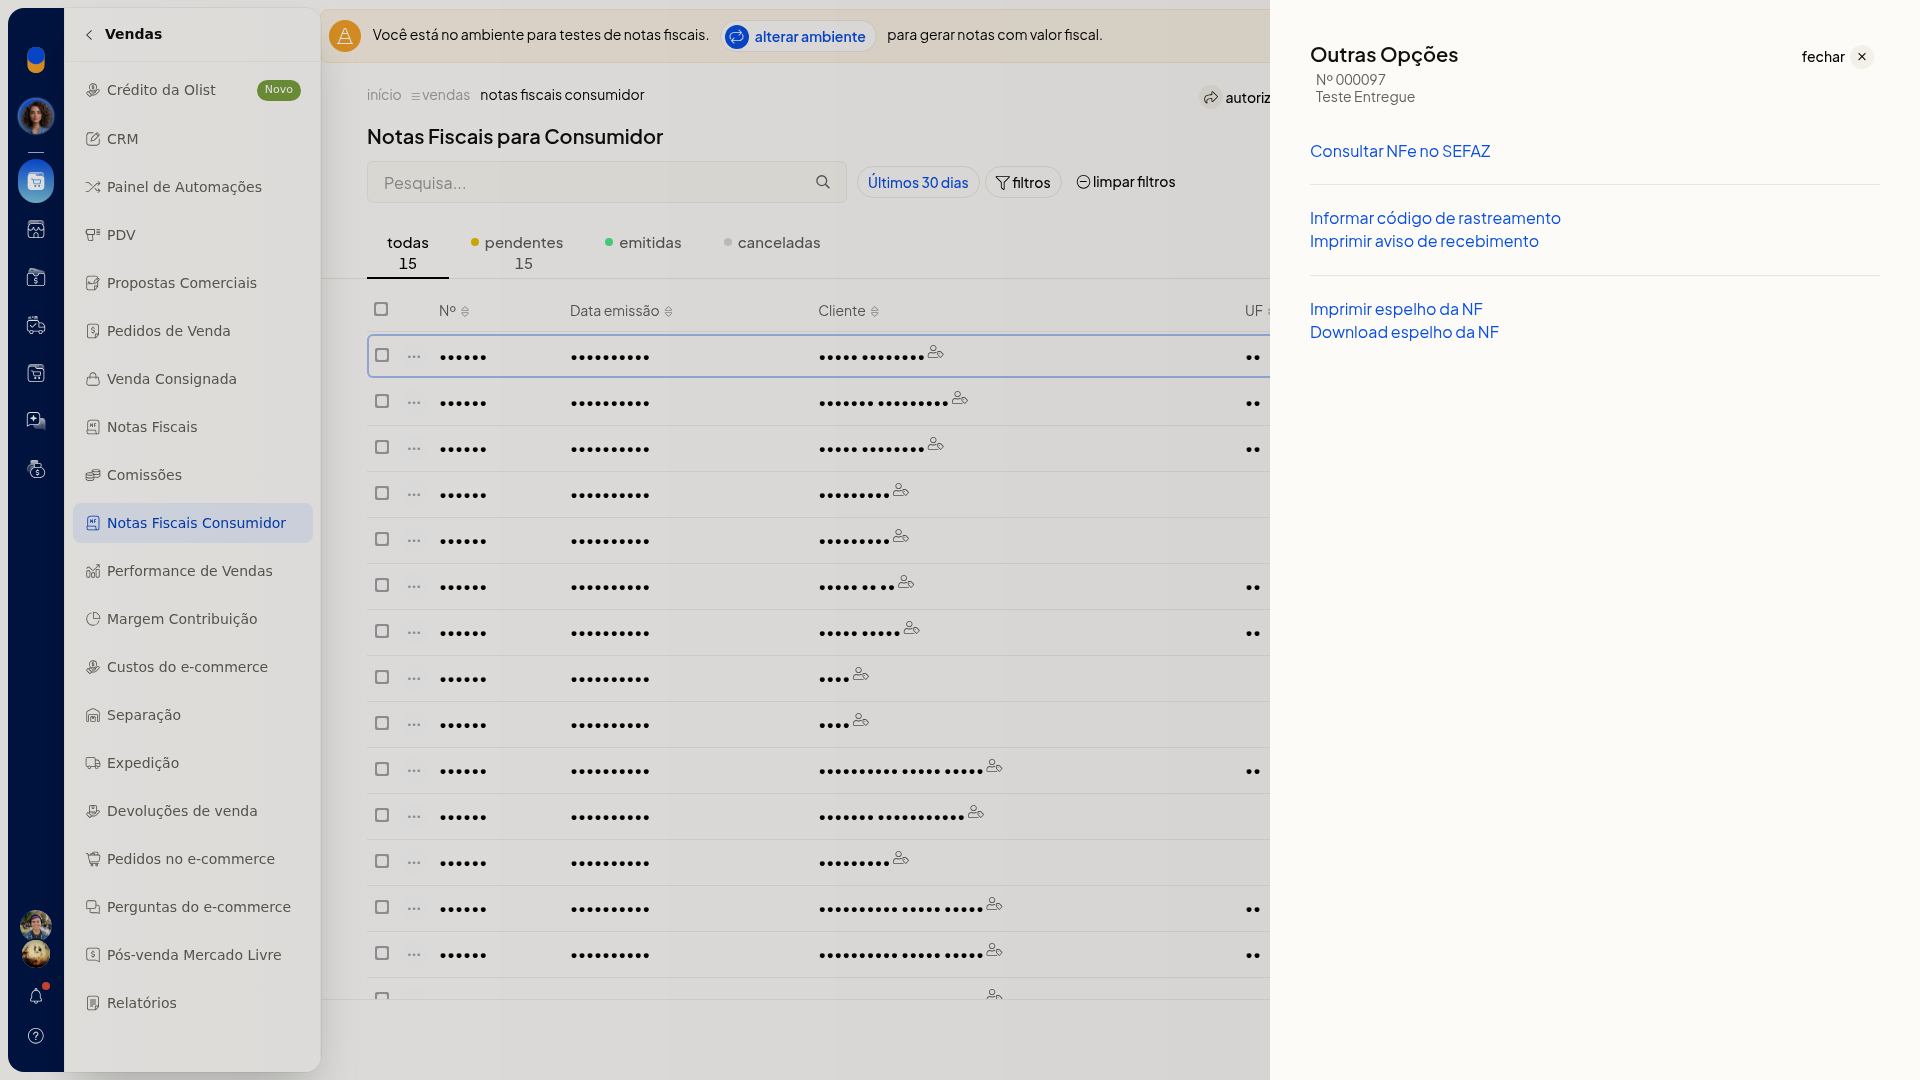 Vendas
Crédito da Olist
Novo
CRM
Painel de Automações
PDV
Propostas Comerciais
Pedidos de Venda
Venda Consignada
Notas Fiscais
Comissões
Notas Fiscais Consumidor
Performance de Vendas
Margem Contribuição
Custos do e-commerce
Separação
Expedição
Devoluções de venda
Pedidos no e-commerce
Perguntas do e-commerce
Pós-venda Mercado Livre
Relatórios
Você está no ambiente para testes de notas fiscais. alterar ambiente para gerar notas com valor fiscal.
início vendas notas fiscais consumidor
autoriz
Notas Fiscais para Consumidor
Pesquisa...
Últimos 30 dias
filtros
limpar filtros
todas pendentes emitidas canceladas
15 15
Nº Data emissão Cliente UF
Outras Opções
fechar
Nº 000097
Teste Entregue
Consultar NFe no SEFAZ
Informar código de rastreamento
Imprimir aviso de recebimento
Imprimir espelho da NF
Download espelho da NF